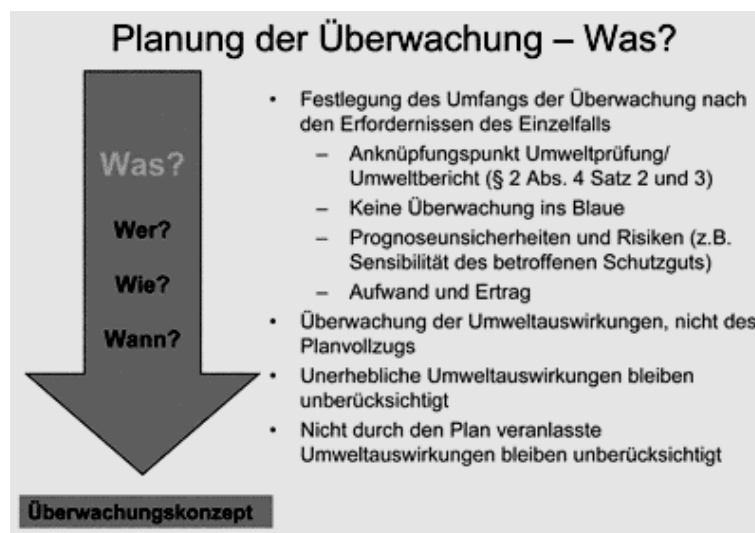 Planung der Überwachung – Was?
Was?
Wer?
Wie?
Wann?
Überwachungskonzept
• Festlegung des Umfangs der Überwachung nach
den Erfordernissen des Einzelfalls
– Anknüpfungspunkt Umweltprüfung/
Umweltbericht (§ 2 Abs. 4 Satz 2 und 3)
– Keine Überwachung ins Blaue
– Prognoseunsicherheiten und Risiken (z.B.
Sensibilität des betroffenen Schutzguts)
– Aufwand und Ertrag
• Überwachung der Umweltauswirkungen, nicht des
Planvollzugs
• Unerhebliche Umweltauswirkungen bleiben
unberücksichtigt
• Nicht durch den Plan veranlasste
Umweltauswirkungen bleiben unberücksichtigt